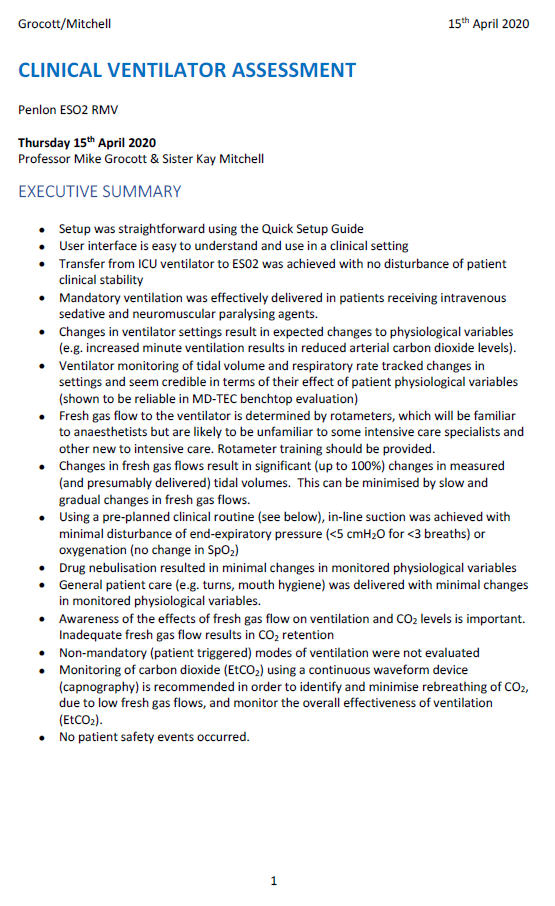 Grocott/Mitchell 15th April 2020
CLINICAL VENTILATOR ASSESSMENT
Penlon ESO2 RMV
Thursday 15th April 2020
Professor Mike Grocott & Sister Kay Mitchell
EXECUTIVE SUMMARY
• Setup was straightforward using the Quick Setup Guide
• User interface is easy to understand and use in a clinical setting
• Transfer from ICU ventilator to ES02 was achieved with no disturbance of patient
clinical stability
• Mandatory ventilation was effectively delivered in patients receiving intravenous
sedative and neuromuscular paralysing agents.
• Changes in ventilator settings result in expected changes to physiological variables
(e.g. increased minute ventilation results in reduced arterial carbon dioxide levels).
• Ventilator monitoring of tidal volume and respiratory rate tracked changes in
settings and seem credible in terms of their effect of patient physiological variables
(shown to be reliable in MD-TEC benchtop evaluation)
• Fresh gas flow to the ventilator is determined by rotameters, which will be familiar
to anaesthetists but are likely to be unfamiliar to some intensive care specialists and
other new to intensive care. Rotameter training should be provided.
• Changes in fresh gas flows result in significant (up to 100%) changes in measured
(and presumably delivered) tidal volumes. This can be minimised by slow and
gradual changes in fresh gas flows.
• Using a pre-planned clinical routine (see below), in-line suction was achieved with
minimal disturbance of end-expiratory pressure (<5 cmH2O for <3 breaths) or
oxygenation (no change in SpO2)
• Drug nebulisation resulted in minimal changes in monitored physiological variables
• General patient care (e.g. turns, mouth hygiene) was delivered with minimal changes
in monitored physiological variables.
• Awareness of the effects of fresh gas flow on ventilation and CO2 levels is important.
Inadequate fresh gas flow results in CO2 retention
• Non-mandatory (patient triggered) modes of ventilation were not evaluated
• Monitoring of carbon dioxide (EtCO2) using a continuous waveform device
(capnography) is recommended in order to identify and minimise rebreathing of CO2,
due to low fresh gas flows, and monitor the overall effectiveness of ventilation
(EtCO2).
• No patient safety events occurred.
1